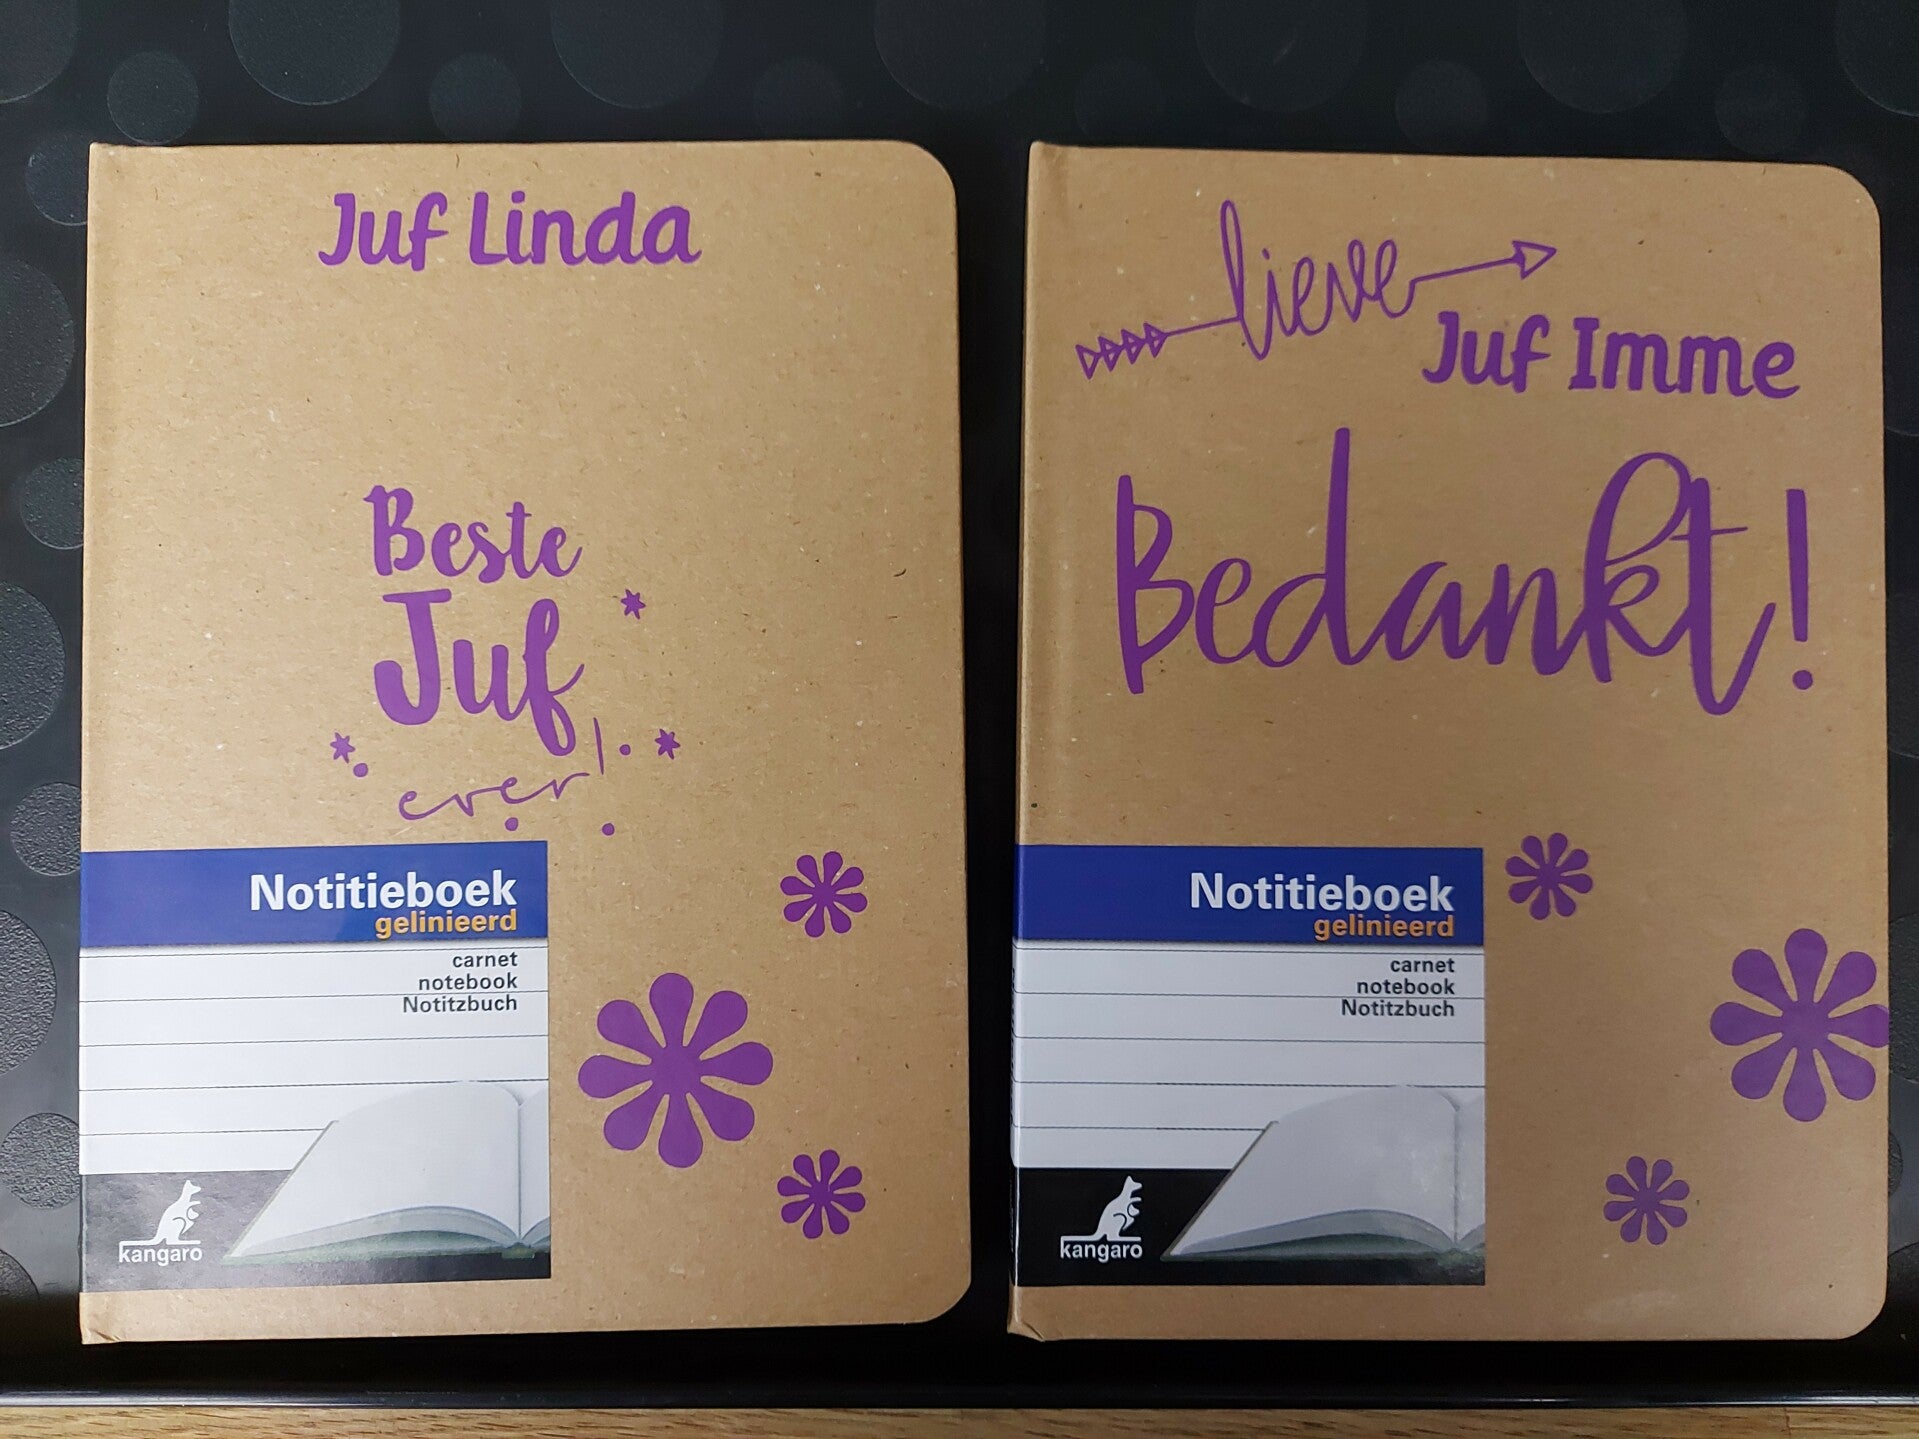 Juf Linda
Beste
Juf
ever!
Notitieboek
gelinieerd
carnet
notebook
Notitzbuch
kangaro
lieve
Juf Imme
Bedankt!
Notitieboek
gelinieerd
carnet
notebook
Notitzbuch
kangaro